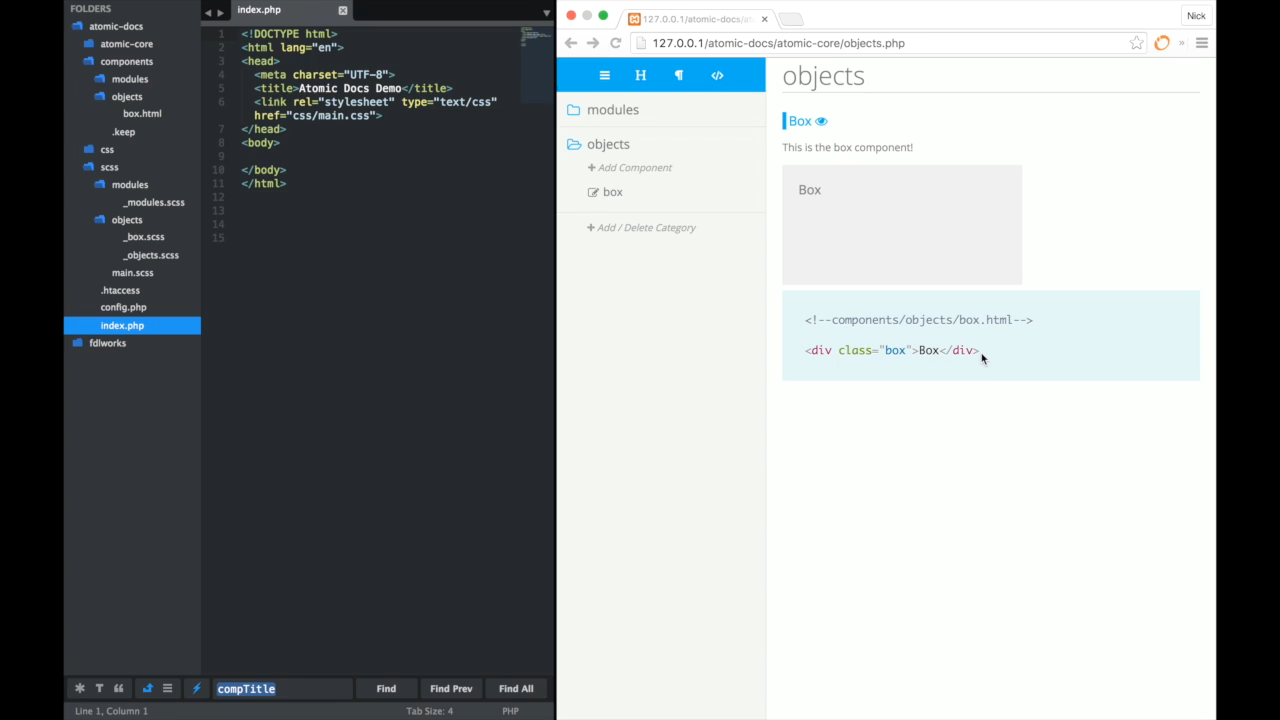 FOLDERS
atomic-docs
atomic-core
components
modules
objects
box.html
.keep
css
scss
modules
_modules.scss
objects
_box.scss
_objects.scss
main.scss
.htaccess
config.php
index.php
fdlworks
index.php
1 <!DOCTYPE html>
2 <html lang="en">
3 <head>
4 <meta charset="UTF-8">
5 <title>Atomic Docs Demo</title>
6 <link rel="stylesheet" type="text/css"
href="css/main.css">
7 </head>
8 <body>
9
10 </body>
11 </html>
12
13
14
15
compTitle
Find
Find Prev
Find All
Line 1, Column 1
Tab Size: 4
PHP
127.0.0.1/atomic-docs/at
Nick
127.0.0.1/atomic-docs/atomic-core/objects.php
H
modules
objects
Add Component
box
Add / Delete Category
objects
Box
This is the box component!
Box
<!--components/objects/box.html-->
<div class="box">Box</div>